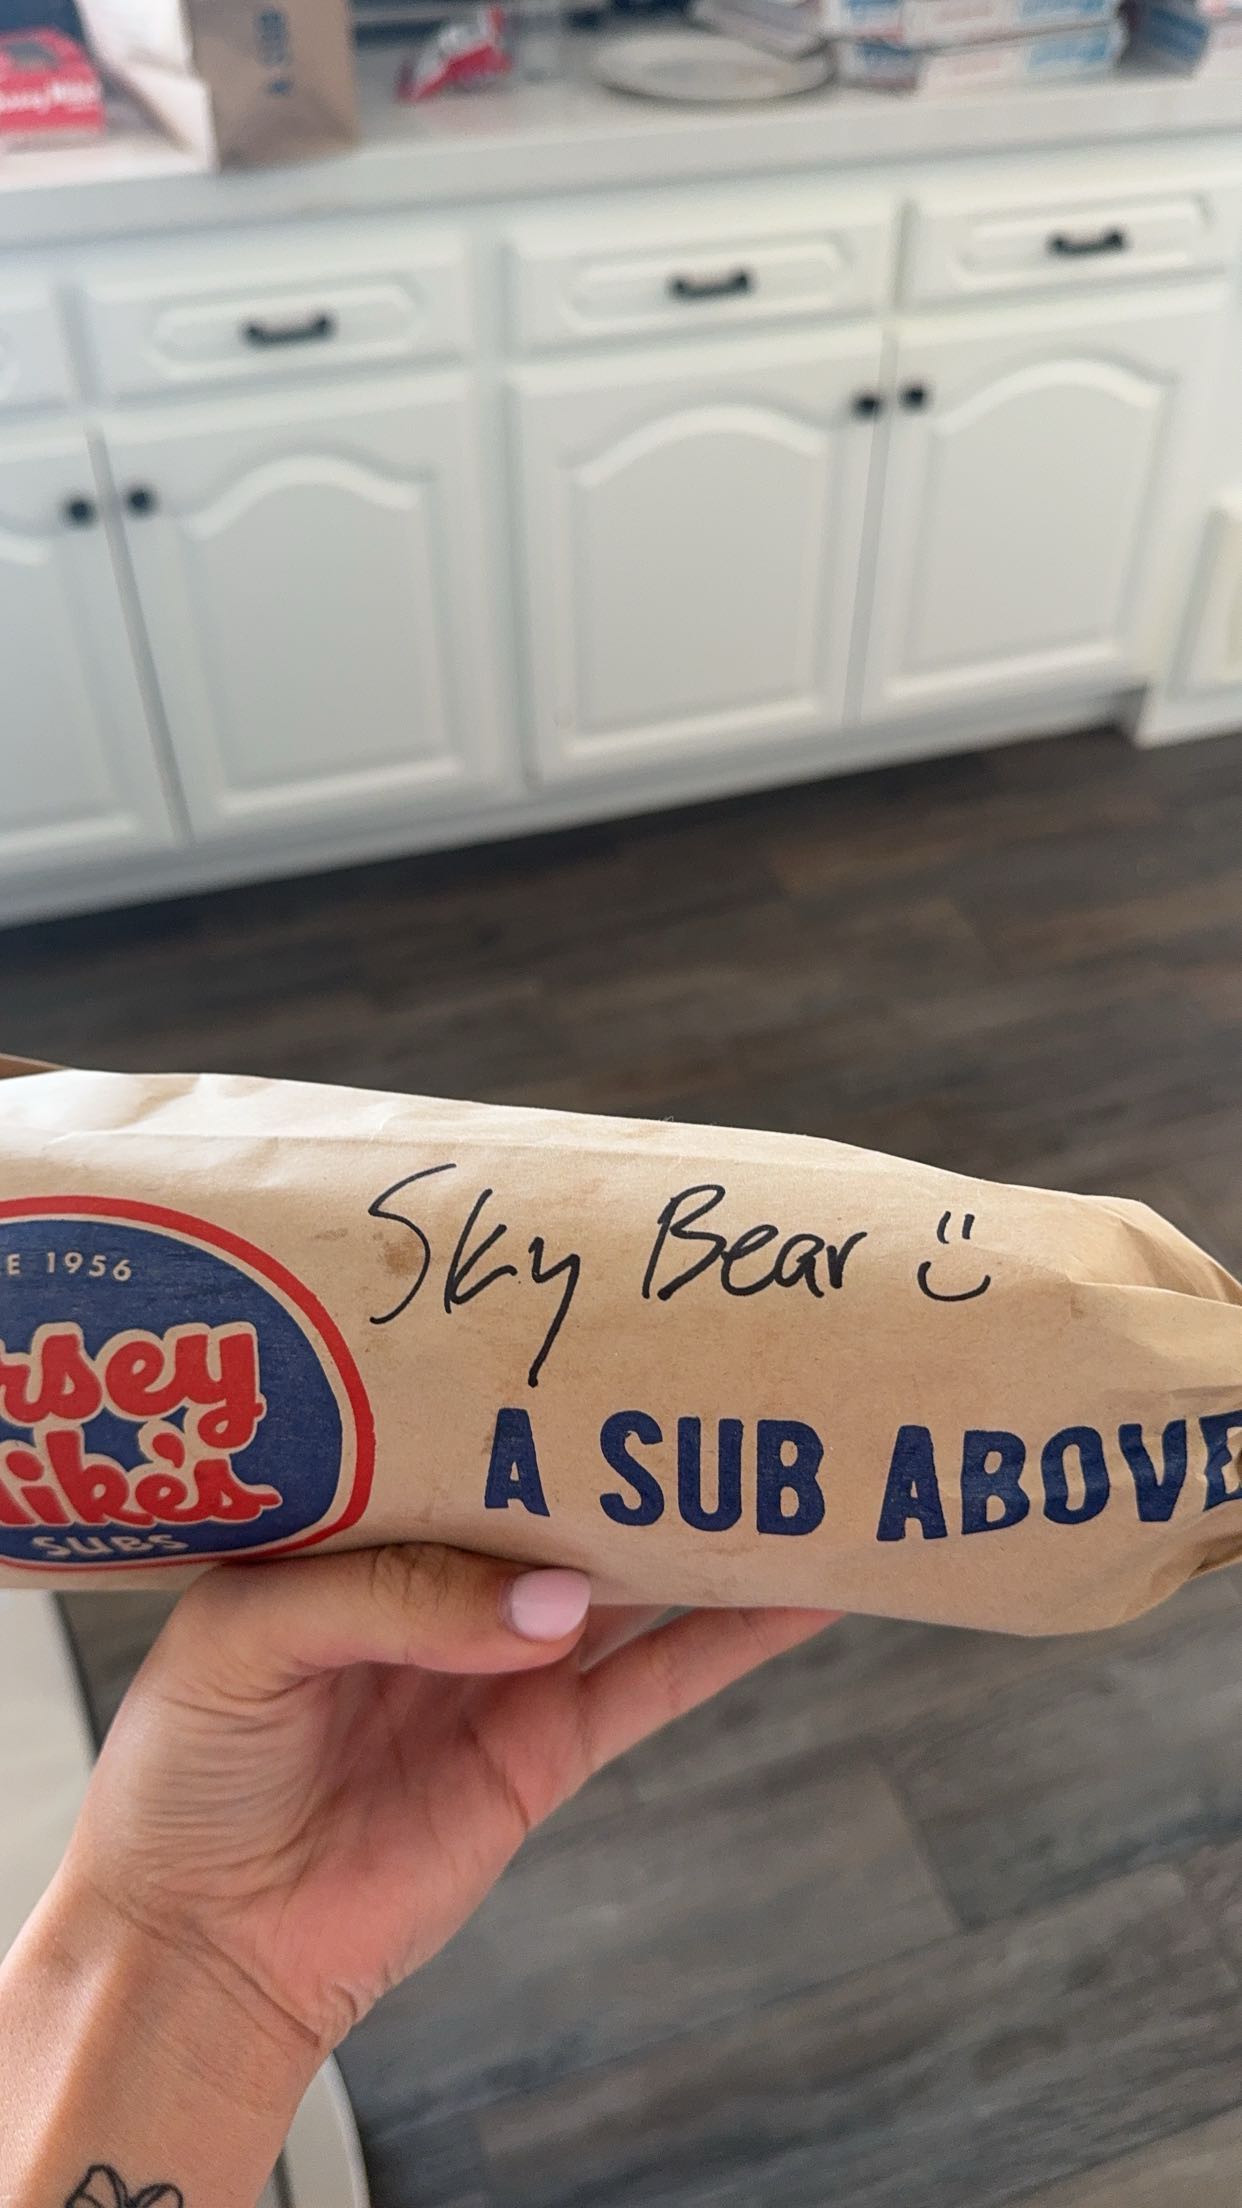 Sky Bear
E 1956
rsey
ike's
SUBS
A SUB ABOVE